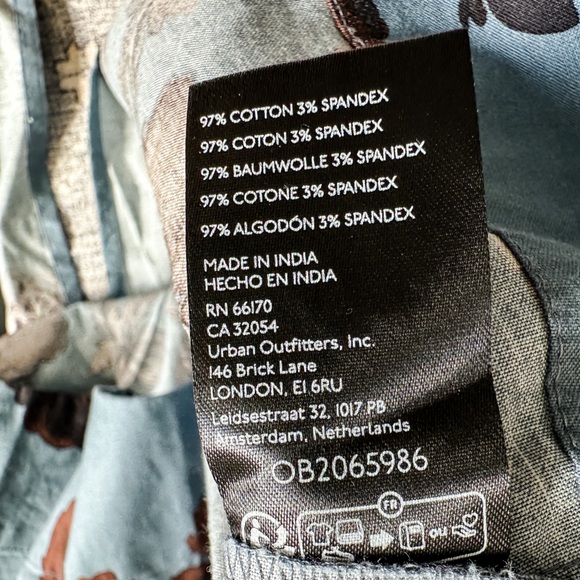 97% COTTON 3% SPANDEX
97% COTON 3% SPANDEX
97% BAUMWOLLE 3% SPANDEX
97% COTONE 3% SPANDEX
97% ALGODÓN 3% SPANDEX
MADE IN INDIA
HECHO EN INDIA
RN 66170
CA 32054
Urban Outfitters, Inc.
146 Brick Lane
LONDON, E1 6RU
Leidsestraat 32, 1017 PB
Amsterdam, Netherlands
OB2065986
FR
ou